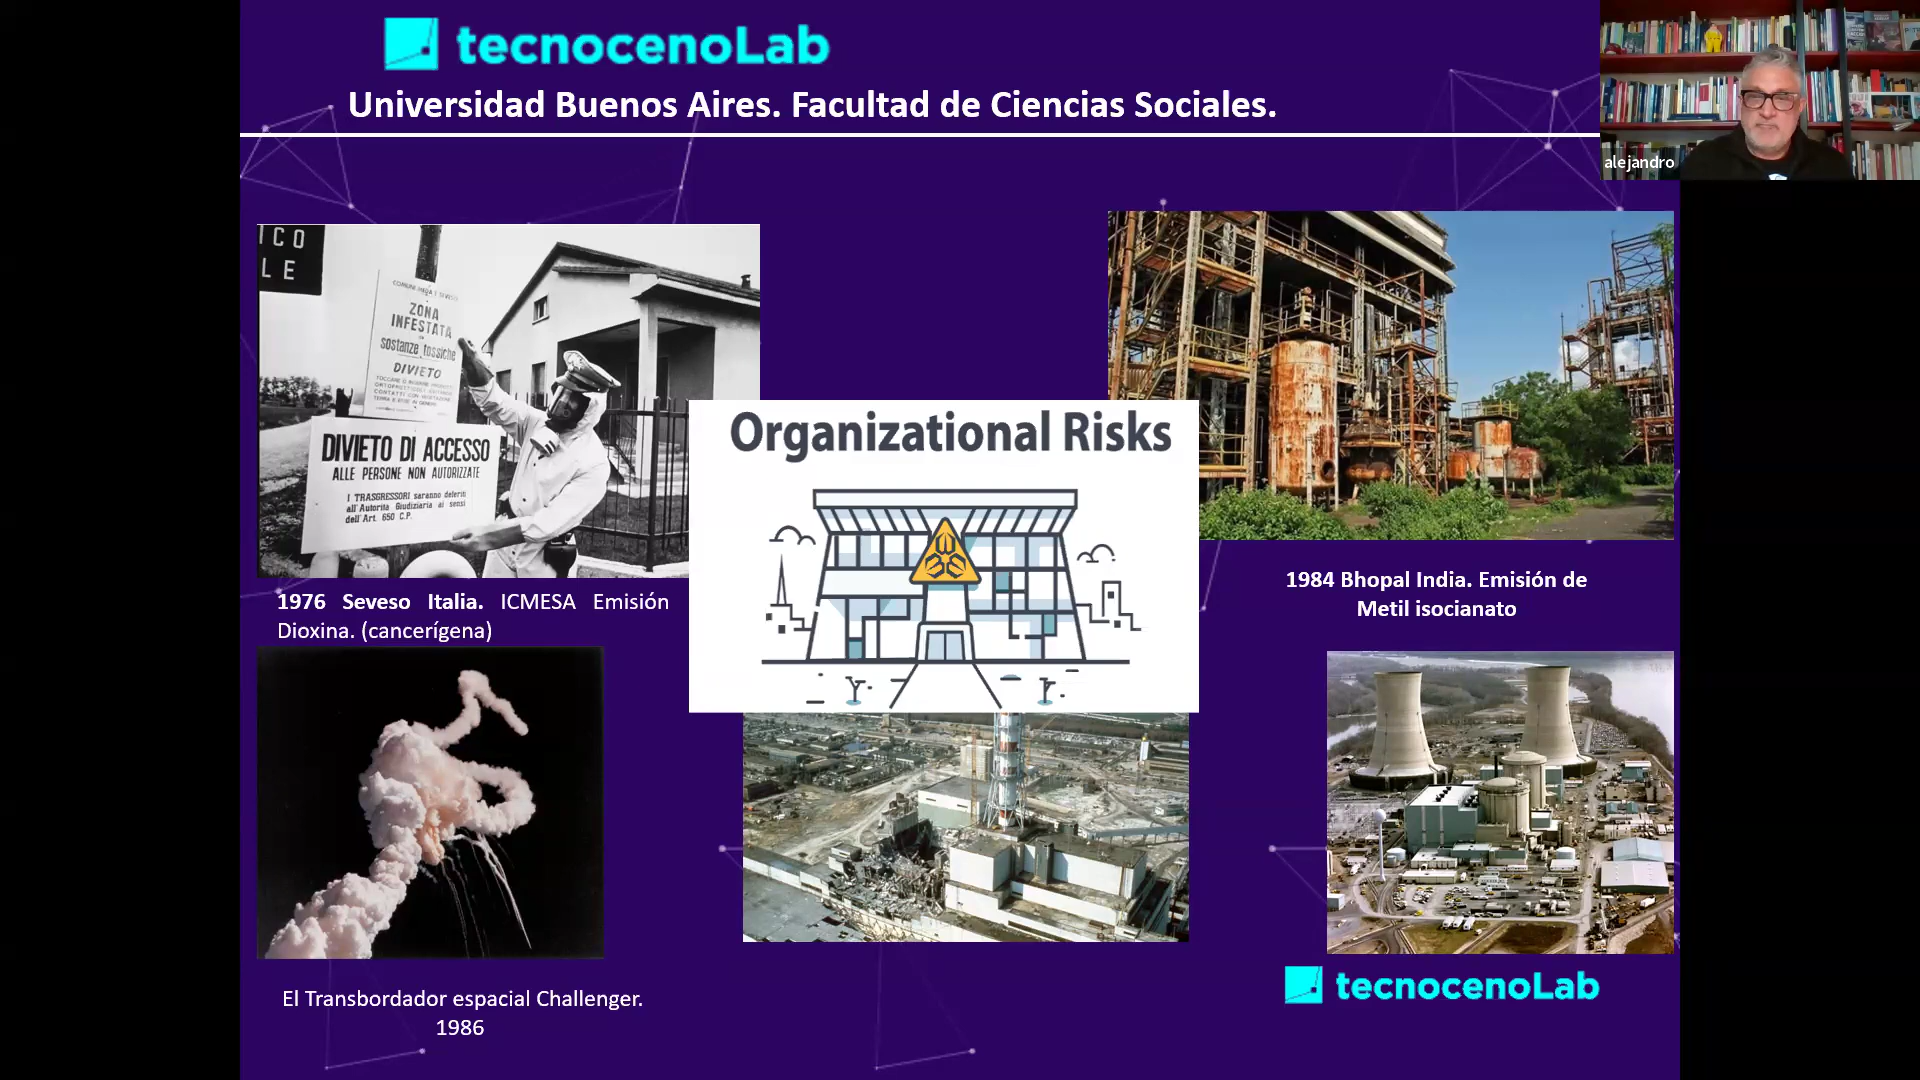 tecnocenoLab
Universidad Buenos Aires. Facultad de Ciencias Sociales.
alejandro
ICO
LE
ZONA
INFESTATA
sostanze tossiche
DIVIETO
DIVIETO DI ACCESSO
ALLE PERSONE NON AUTORIZZATE
I TRASGRESSORI saranno deferiti
all'Autorità Giudiziaria ai sensi
dell'Art. 650 C.P.
Organizational Risks
1976 Seveso Italia. ICMESA Emisión
Dioxina. (cancerígena)
1984 Bhopal India. Emisión de
Metil isocianato
El Transbordador espacial Challenger.
1986
tecnocenoLab